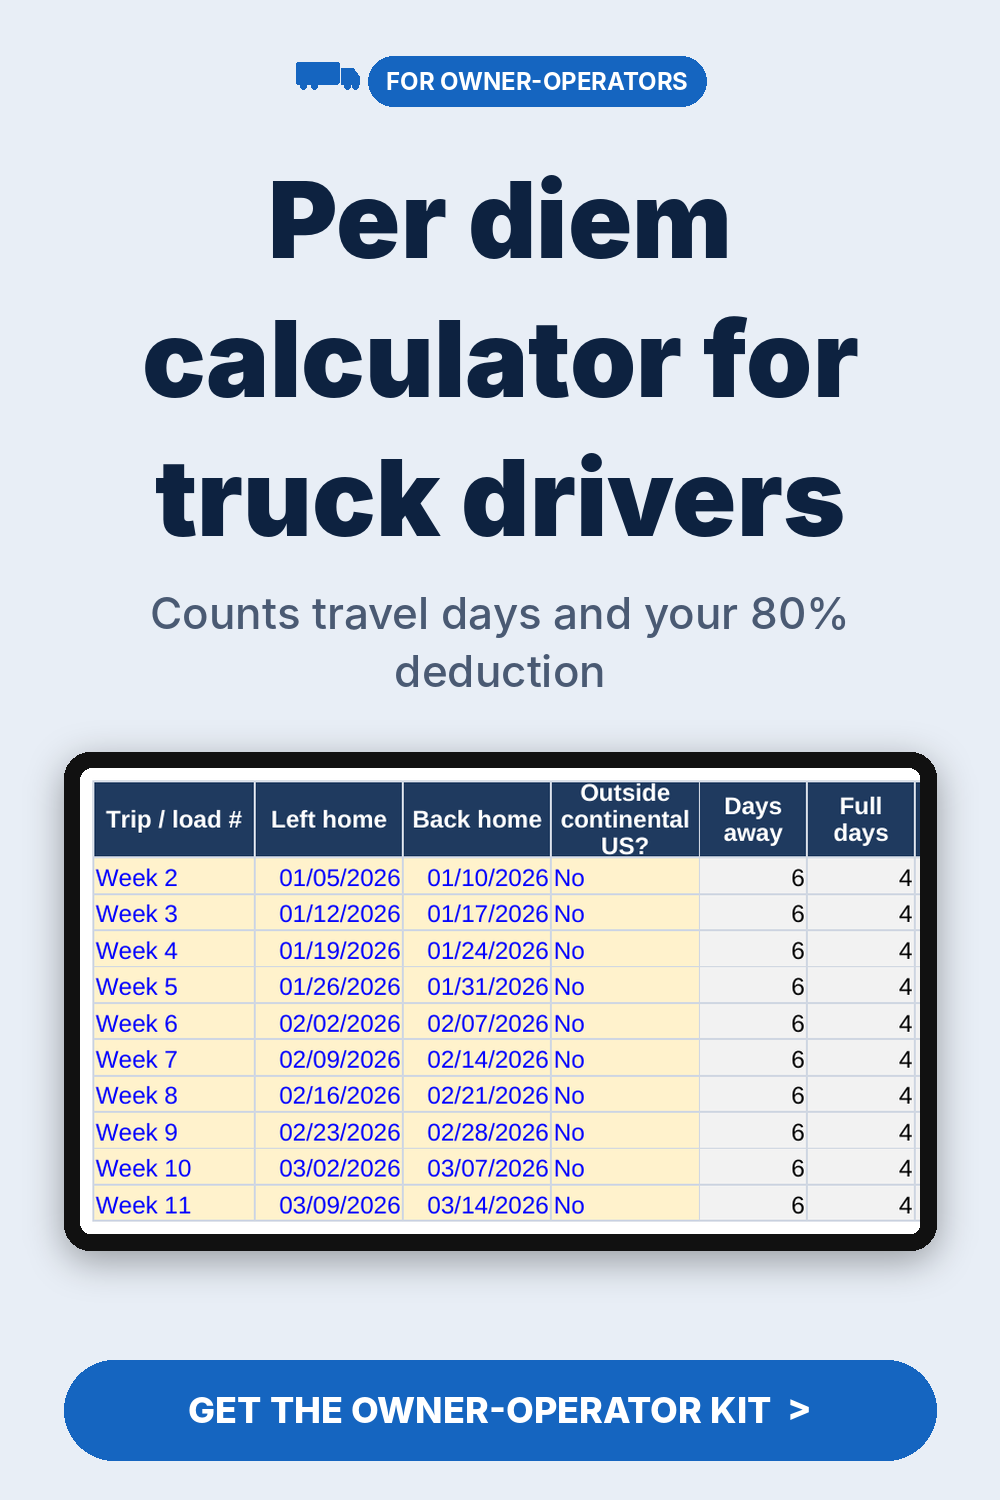 FOR OWNER-OPERATORS
Per diem
calculator for
truck drivers
Counts travel days and your 80%
deduction
Trip / load # Left home Back home Outside continental US? Days away Full days
Week 2 01/05/2026 01/10/2026 No 6 4
Week 3 01/12/2026 01/17/2026 No 6 4
Week 4 01/19/2026 01/24/2026 No 6 4
Week 5 01/26/2026 01/31/2026 No 6 4
Week 6 02/02/2026 02/07/2026 No 6 4
Week 7 02/09/2026 02/14/2026 No 6 4
Week 8 02/16/2026 02/21/2026 No 6 4
Week 9 02/23/2026 02/28/2026 No 6 4
Week 10 03/02/2026 03/07/2026 No 6 4
Week 11 03/09/2026 03/14/2026 No 6 4
GET THE OWNER-OPERATOR KIT >